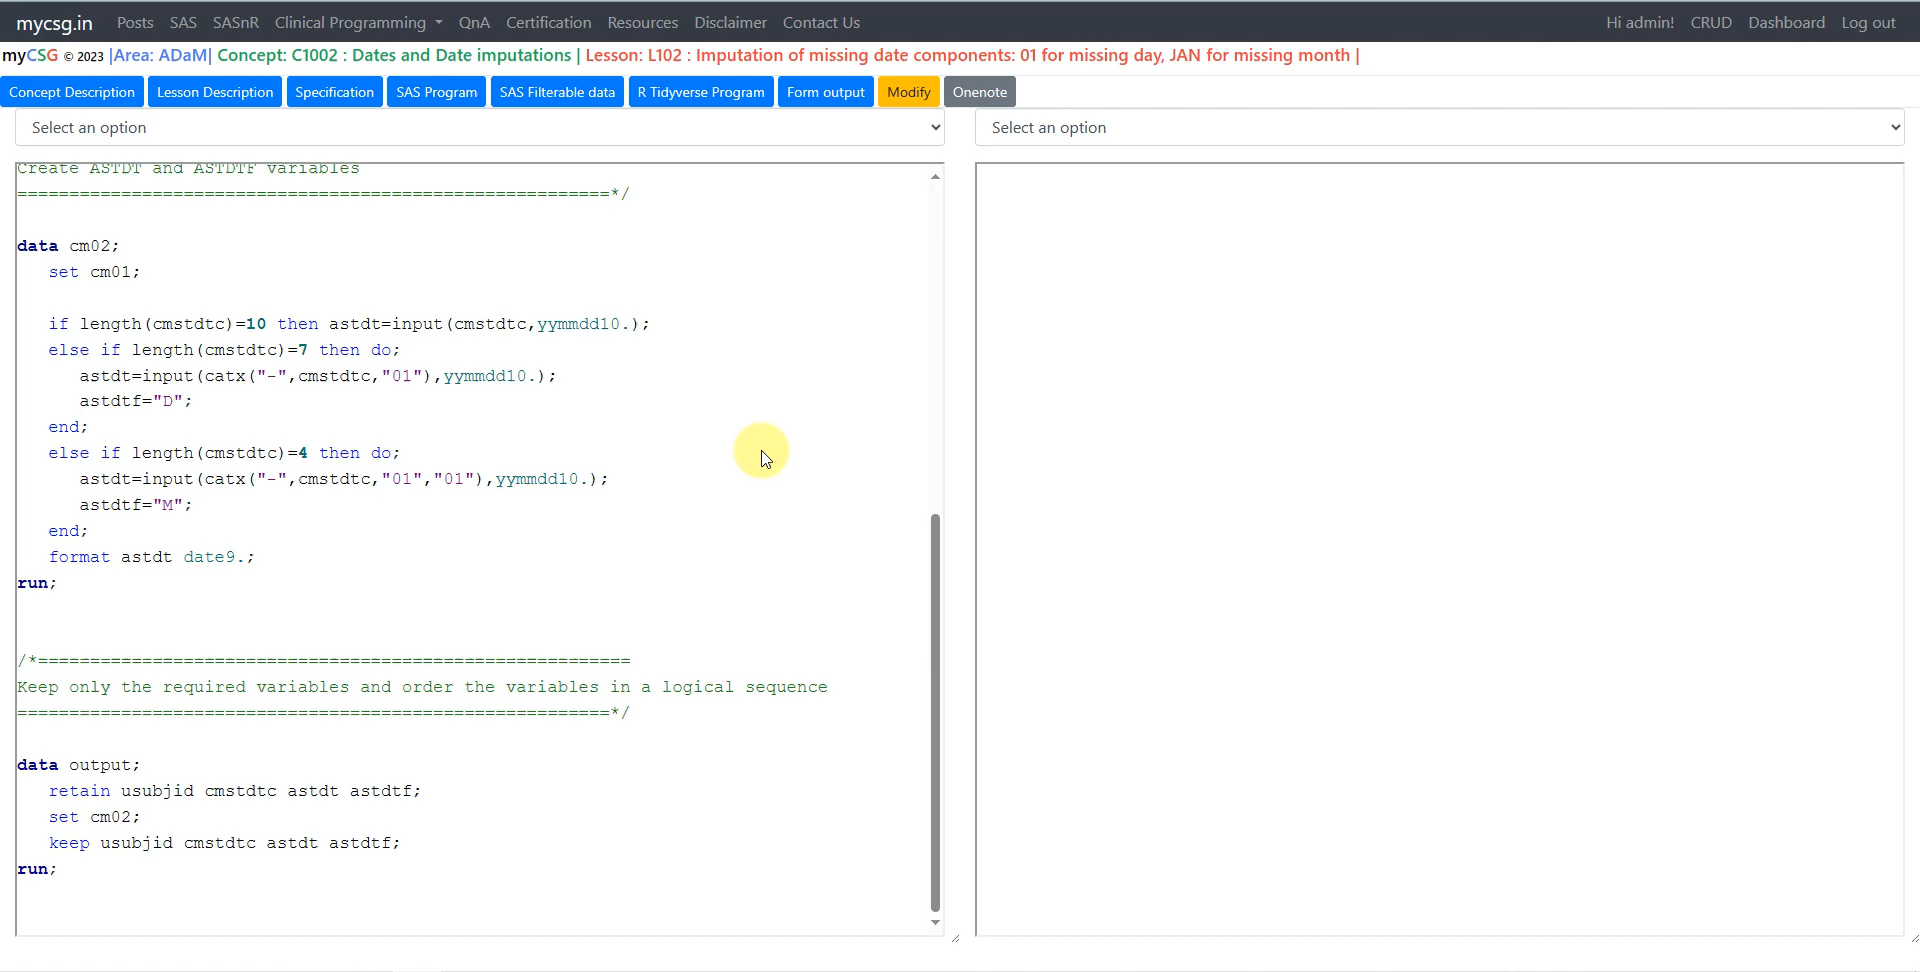 mycsg.in Posts SAS SASnR Clinical Programming QnA Certification Resources Disclaimer Contact Us Hi admin! CRUD Dashboard Log out
myCSG © 2023 |Area: ADaM| Concept: C1002 : Dates and Date imputations | Lesson: L102 : Imputation of missing date components: 01 for missing day, JAN for missing month |
Concept Description Lesson Description Specification SAS Program SAS Filterable data R Tidyverse Program Form output Modify Onenote
Select an option Select an option
Create ASTDT and ASTDTF variables
=========================================================*/
data cm02;
set cm01;
if length(cmstdtc)=10 then astdt=input(cmstdtc,yymmdd10.);
else if length(cmstdtc)=7 then do;
astdt=input(catx("-",cmstdtc,"01"),yymmdd10.);
astdtf="D";
end;
else if length(cmstdtc)=4 then do;
astdt=input(catx("-",cmstdtc,"01","01"),yymmdd10.);
astdtf="M";
end;
format astdt date9.;
run;
/*=========================================================
Keep only the required variables and order the variables in a logical sequence
=========================================================*/
data output;
retain usubjid cmstdtc astdt astdtf;
set cm02;
keep usubjid cmstdtc astdt astdtf;
run;